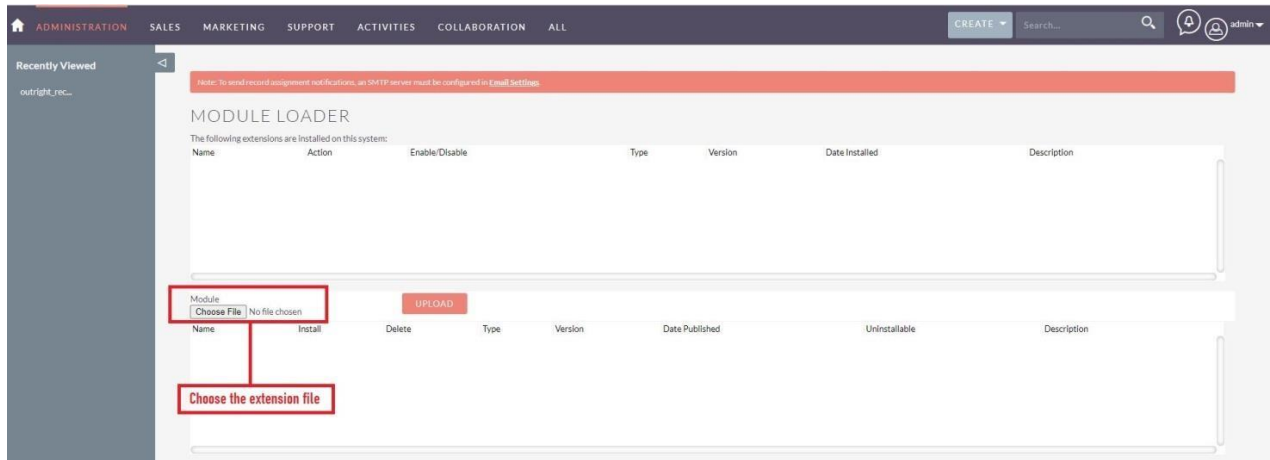 ADMINISTRATION SALES MARKETING SUPPORT ACTIVITIES COLLABORATION ALL CREATE Search... admin
Recently Viewed
outright_rec...
Note: To send record assignment notifications, an SMTP server must be configured in Email Settings.
MODULE LOADER
The following extensions are installed on this system:
Name Action Enable/Disable Type Version Date Installed Description
Module
Choose File No file chosen UPLOAD
Name Install Delete Type Version Date Published Uninstallable Description
Choose the extension file